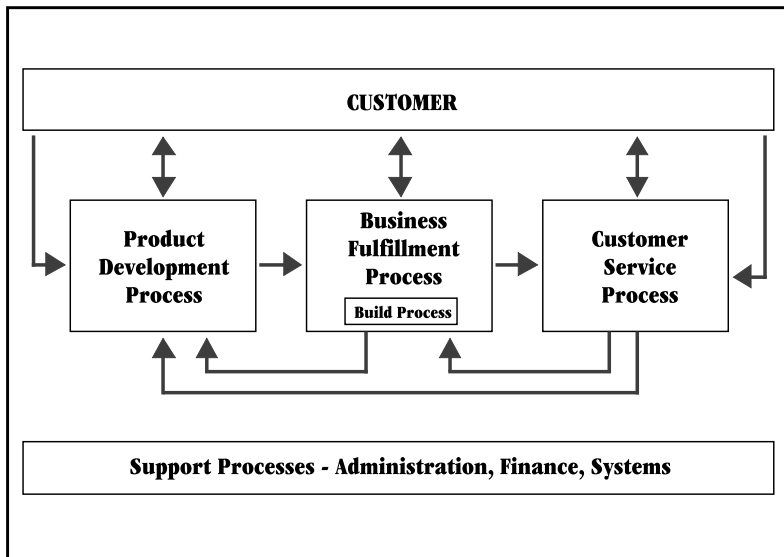 CUSTOMER
Product
Development
Process
Business
Fulfillment
Process
Build Process
Customer
Service
Process
Support Processes - Administration, Finance, Systems